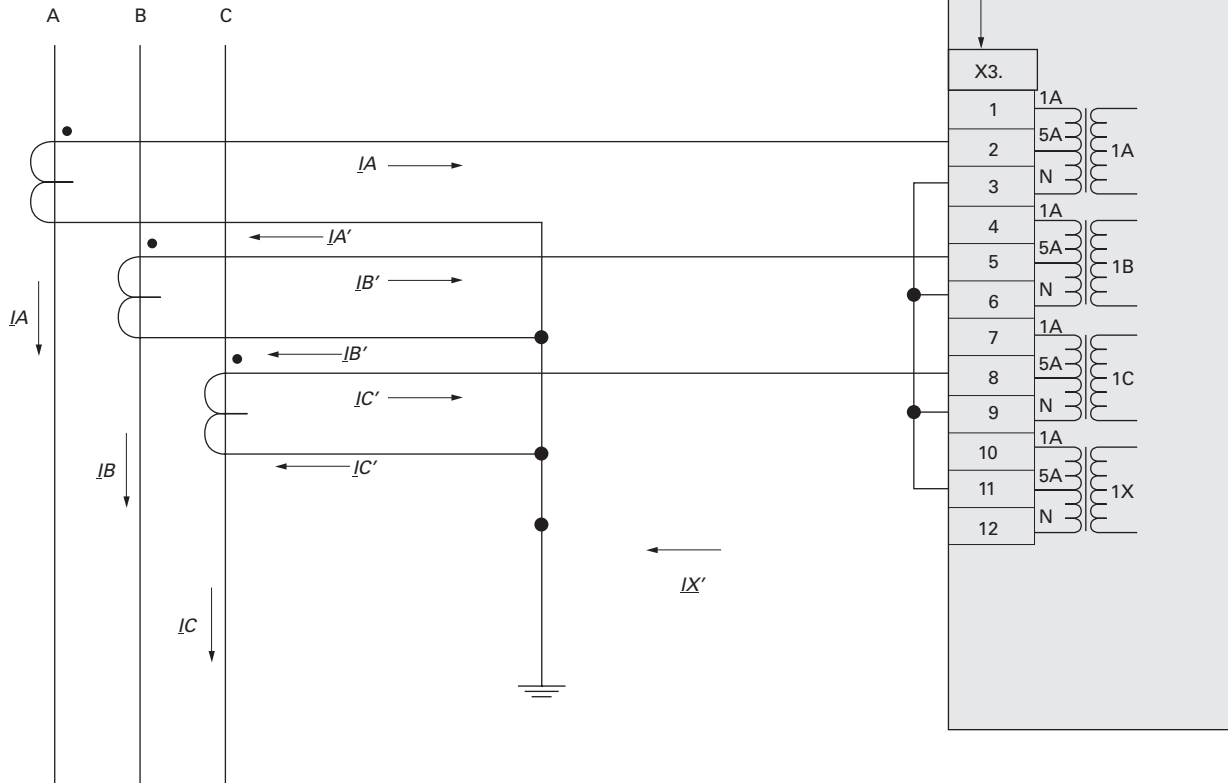 A B C
X3.
1 1A
2 5A 1A
3 N
4 1A
5 5A 1B
6 N
7 1A
8 5A 1C
9 N
10 1A
11 5A 1X
12 N
IA
IA'
IB'
IA
IB'
IC'
IB
IC'
IX'
IC